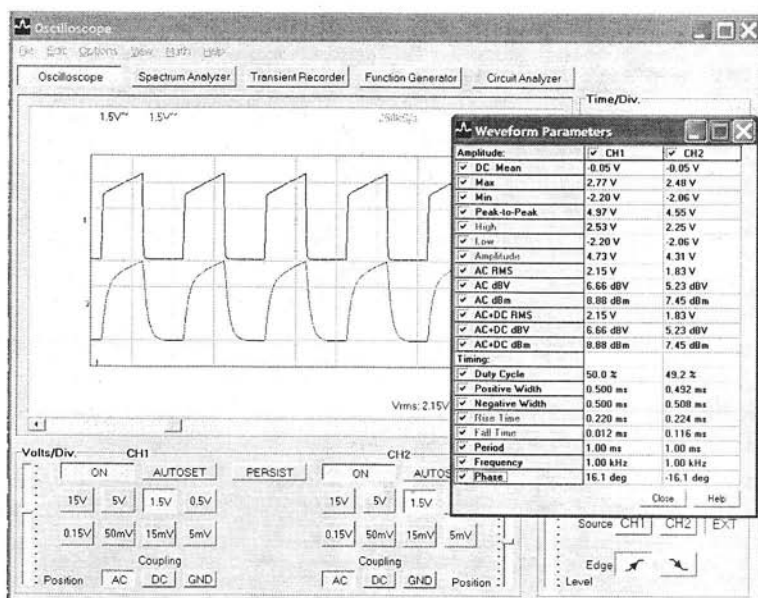 Oscilloscope
File Edit Options View Math Help
Oscilloscope Spectrum Analyzer Transient Recorder Function Generator Circuit Analyzer
Time/Div.
1.5V~ 1.5V~
1
2
Vrms: 2.15V
Waveform Parameters
Amplitude: CH1 CH2
DC Mean -0.05 V -0.05 V
Max 2.77 V 2.48 V
Min -2.20 V -2.06 V
Peak-to-Peak 4.97 V 4.55 V
High 2.53 V 2.25 V
Low -2.20 V -2.06 V
Amplitude 4.73 V 4.31 V
AC RMS 2.15 V 1.83 V
AC dBV 6.66 dBV 5.23 dBV
AC dBm 8.88 dBm 7.45 dBm
AC+DC RMS 2.15 V 1.83 V
AC+DC dBV 6.66 dBV 5.23 dBV
AC+DC dBm 8.88 dBm 7.45 dBm
Timing:
Duty Cycle 50.0 % 49.2 %
Positive Width 0.500 ms 0.492 ms
Negative Width 0.500 ms 0.508 ms
Rise Time 0.220 ms 0.224 ms
Fall Time 0.012 ms 0.116 ms
Period 1.00 ms 1.00 ms
Frequency 1.00 kHz 1.00 kHz
Phase 16.1 deg -16.1 deg
Close Help
Volts/Div. CH1 CH2
ON AUTOSET PERSIST ON AUTOS
15V 5V 1.5V 0.5V 15V 5V 1.5V
0.15V 50mV 15mV 5mV 0.15V 50mV 15mV 5mV
Coupling Coupling
Position AC DC GND AC DC GND Position
Source CH1 CH2 EXT
Edge
Level